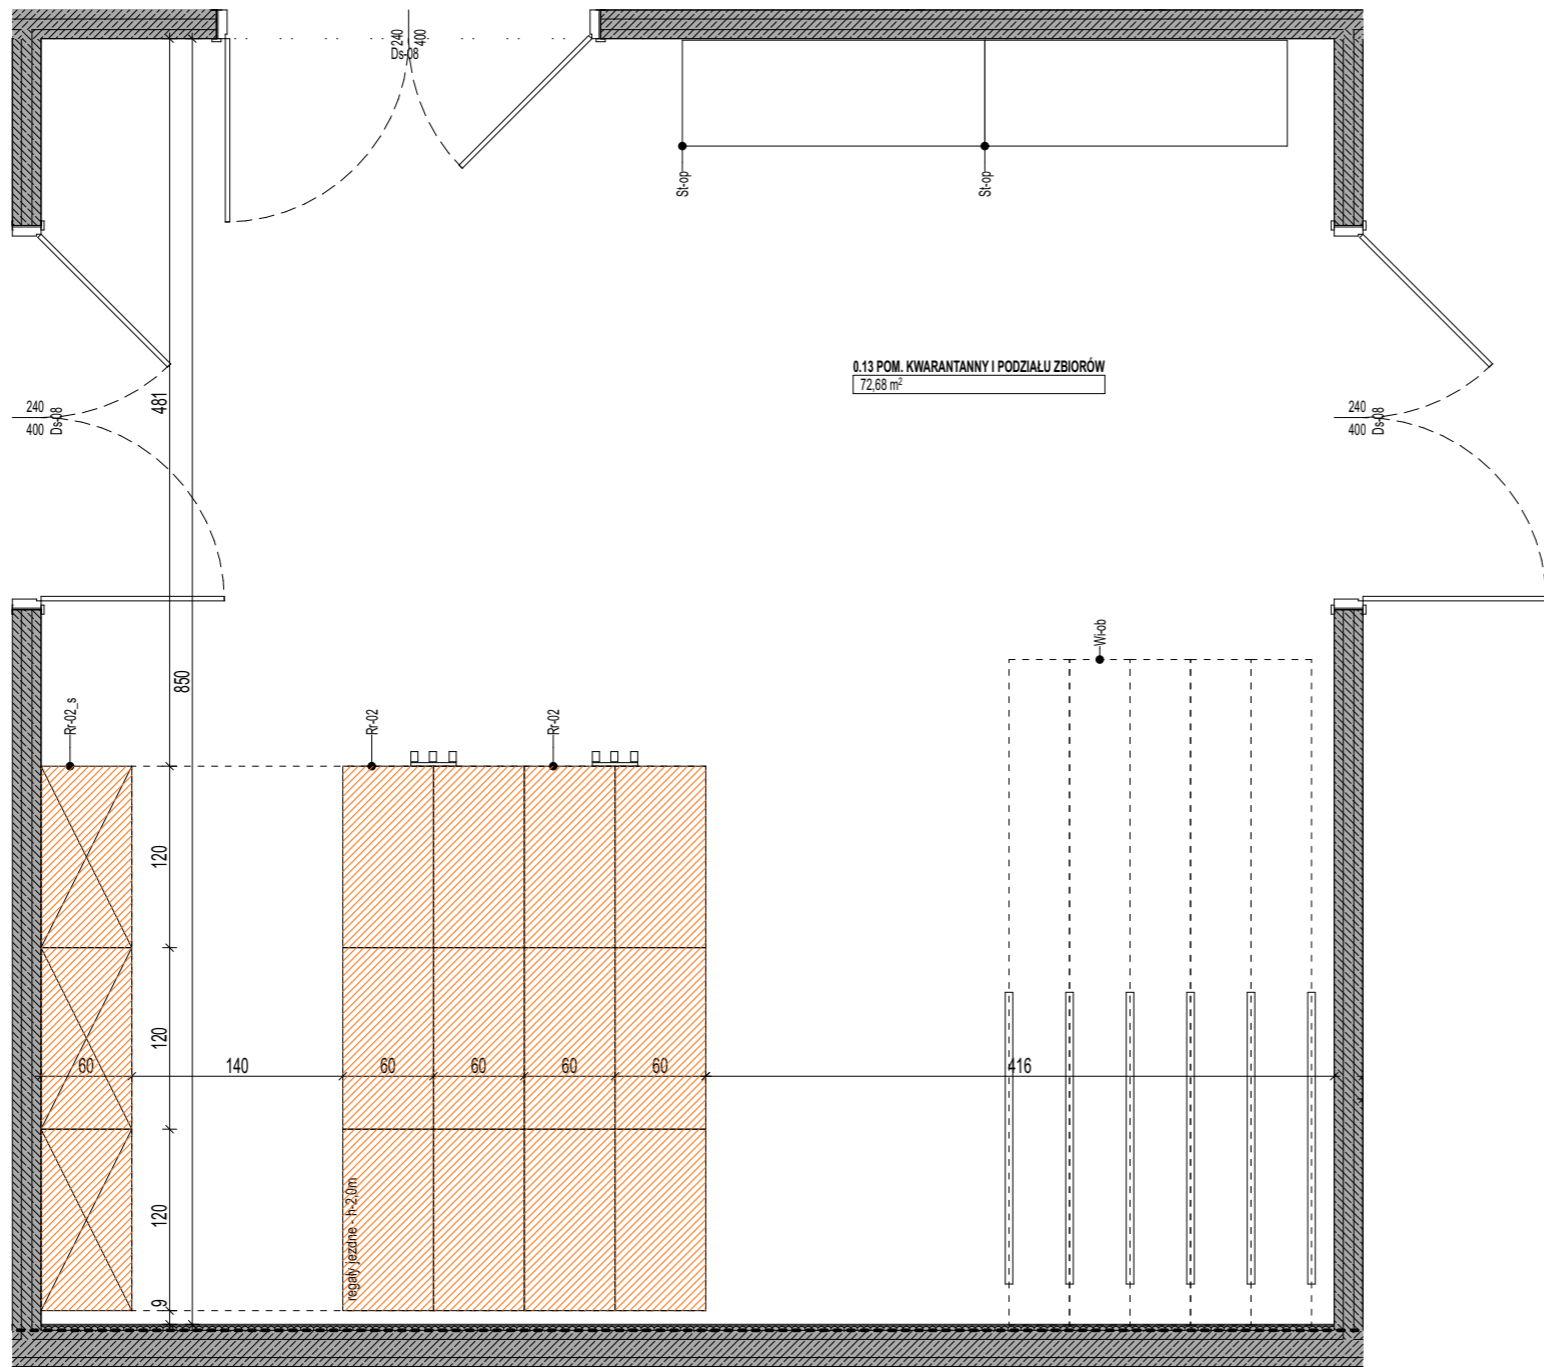 240
400
Ds-08
St-op
St-op
0.13 POM. KWARANTANNY I PODZIAŁU ZBIORÓW
72,68 m²
240
400
Ds-08
481
240
400
Ds-08
850
Wi-ob
Rr-02_s
Rr-02
Rr-02
120
120
60
140
60
60
60
60
416
120
regały jezdne - h-2,0m
9